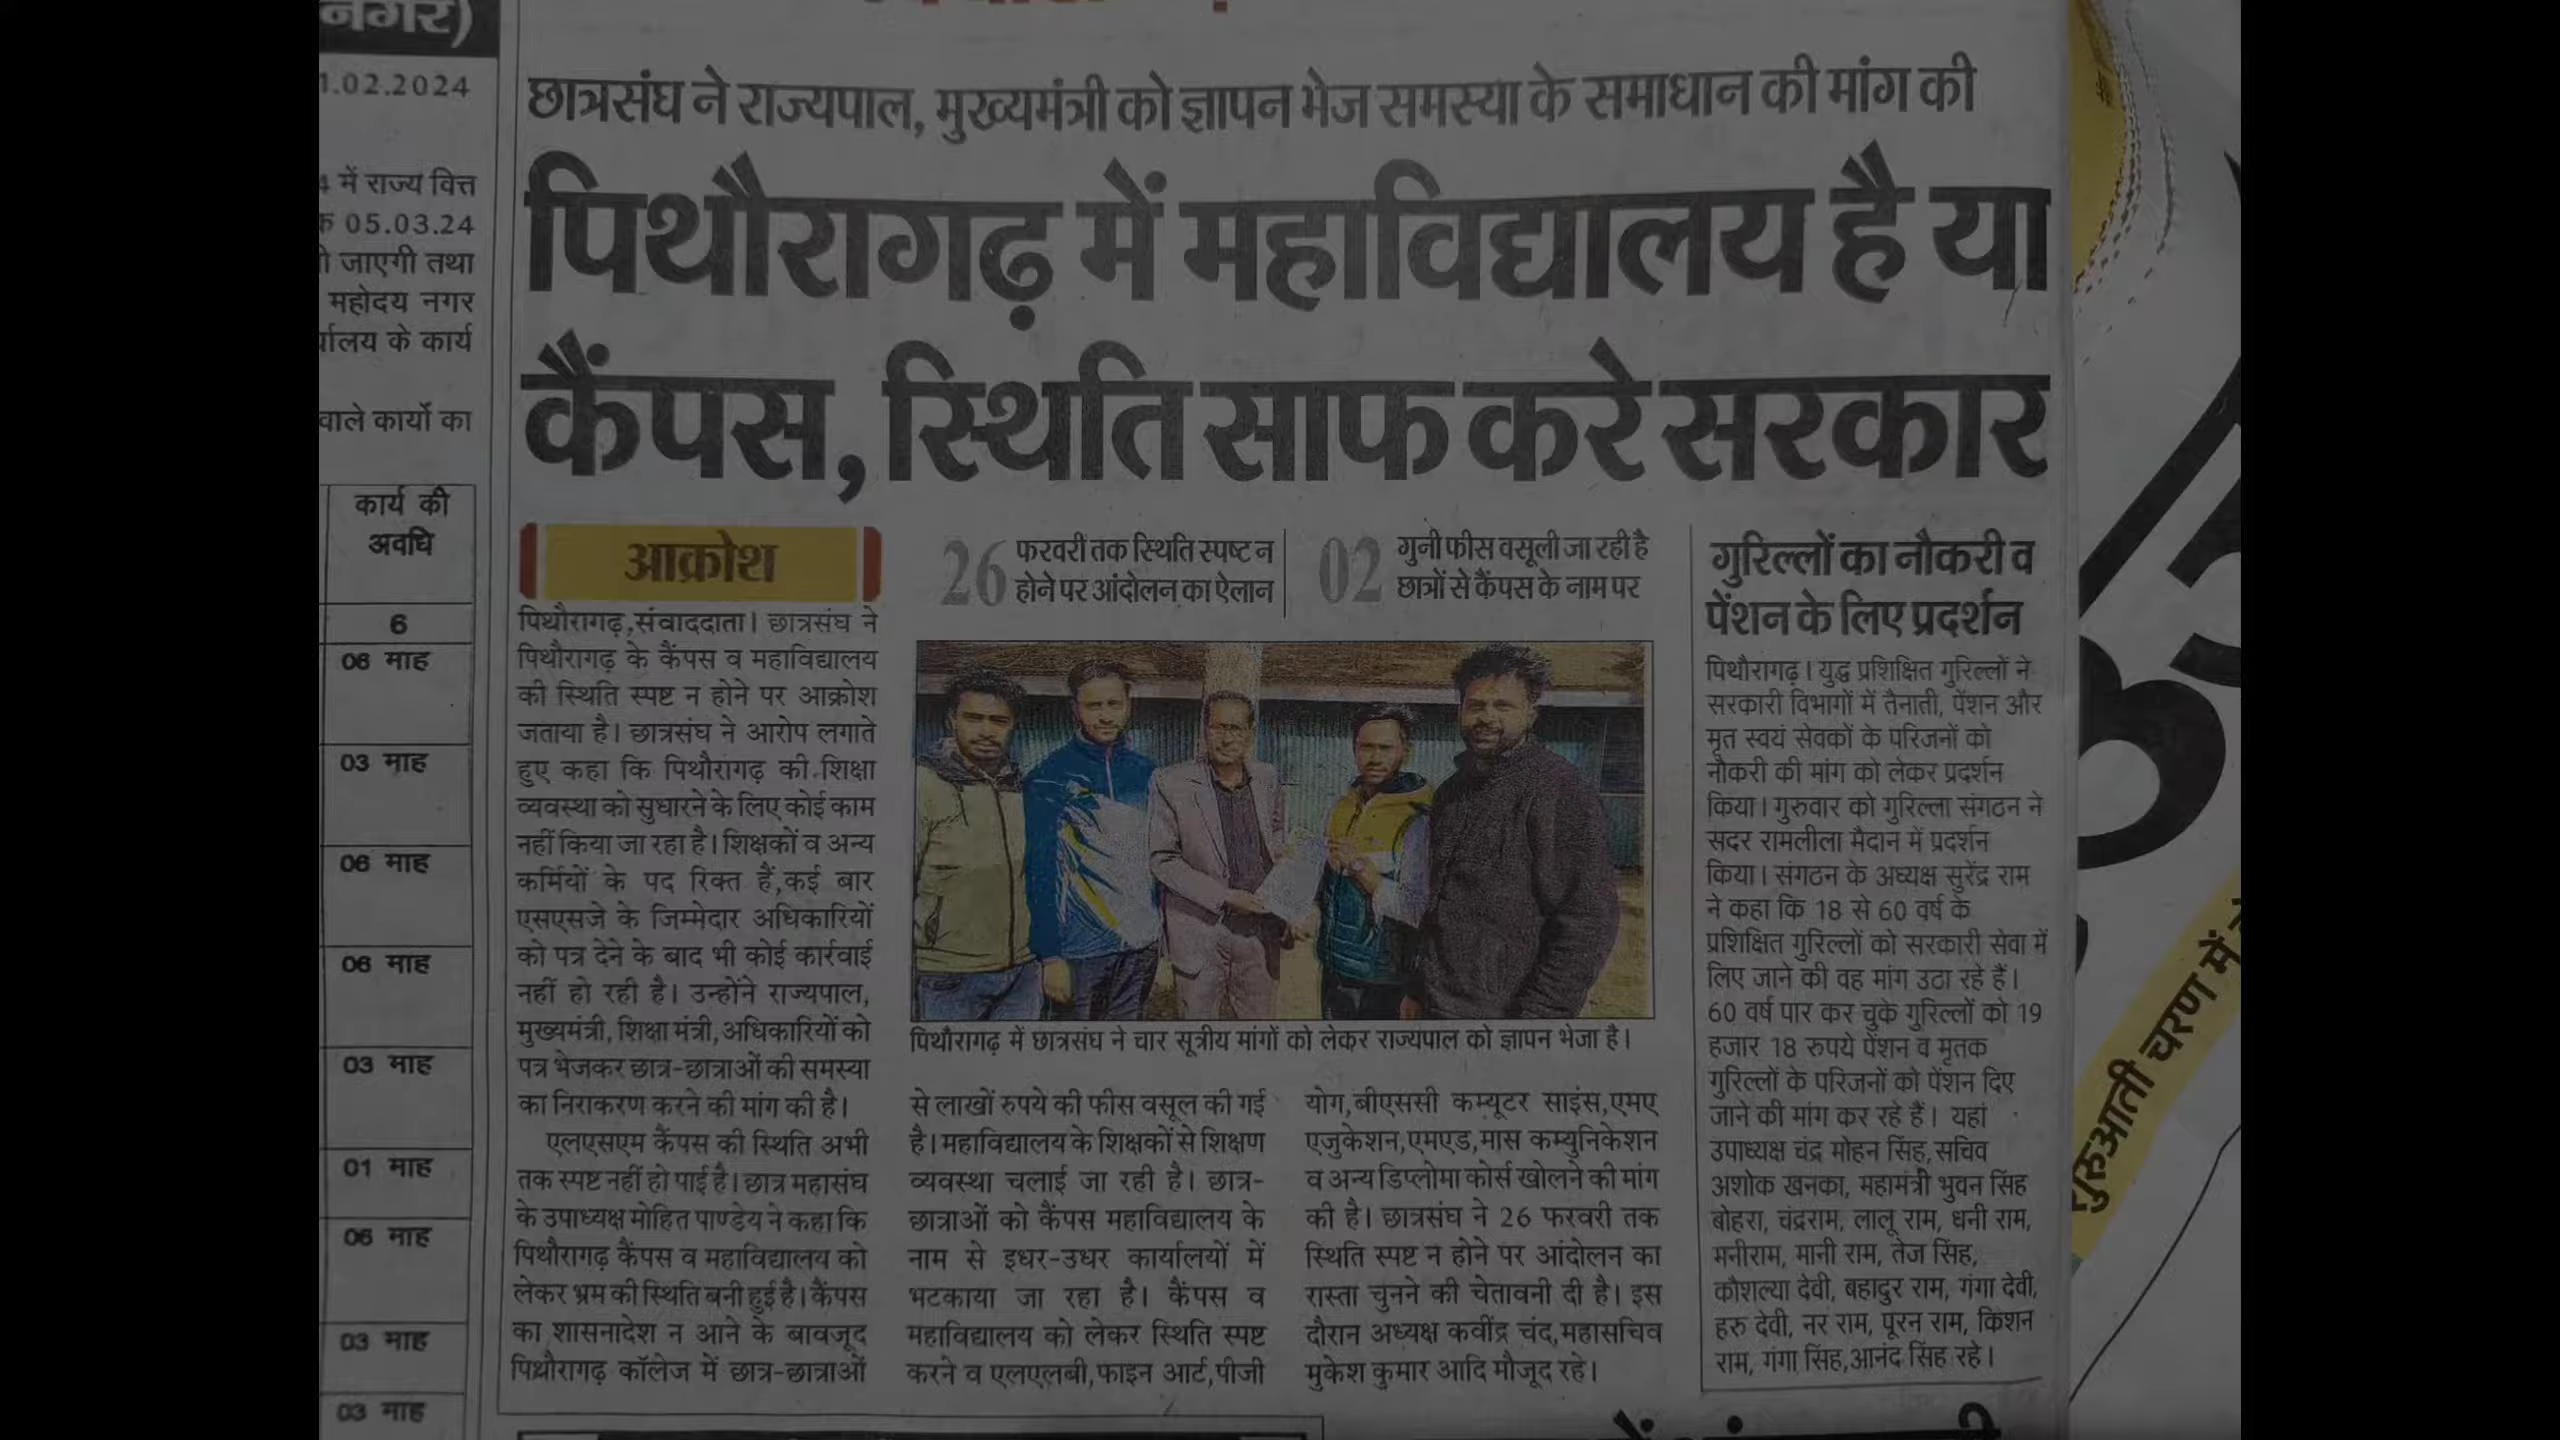 नगर)
1.02.2024
में राज्य वित्त
05.03.24
जाएगी तथा
महोदय नगर
के कार्य
वाले कार्यो का
कार्य की
अवधि
6
06 माह
03 माह
06 माह
06 माह
03 माह
01 माह
06 माह
03 माह
03 माह
छात्रसंघ ने राज्यपाल, मुख्यमंत्री को ज्ञापन भेज समस्या के समाधान की मांग की
पिथौरागढ़ में महाविद्यालय है या
कैंपस, स्थिति साफ करे सरकार
आक्रोश
पिथौरागढ़,संवाददाता। छात्रसंघ ने
पिथौरागढ़ के कैंपस व महाविद्यालय
की स्थिति स्पष्ट न होने पर आक्रोश
जताया है। छात्रसंघ ने आरोप लगाते
हुए कहा कि पिथौरागढ़ की शिक्षा
व्यवस्था को सुधारने के लिए कोई काम
नहीं किया जा रहा है। शिक्षकों व अन्य
कर्मियों के पद रिक्त हैं,कई बार
एसएसजे के जिम्मेदार अधिकारियों
को पत्र देने के बाद भी कोई कार्रवाई
नहीं हो रही है। उन्होंने राज्यपाल,
मुख्यमंत्री, शिक्षा मंत्री,अधिकारियों को
पत्र भेजकर छात्र-छात्राओं की समस्या
का निराकरण करने की मांग की है।
एलएसएम कैंपस की स्थिति अभी
तक स्पष्ट नहीं हो पाई है। छात्र महासंघ
के उपाध्यक्ष मोहित पाण्डेय ने कहा कि
पिथौरागढ़ कैंपस व महाविद्यालय को
लेकर भ्रम की स्थिति बनी हुई है। कैंपस
का शासनादेश न आने के बावजूद
पिथौरागढ़ कॉलेज में छात्र-छात्राओं
26 फरवरी तक स्थिति स्पष्ट न
होने पर आंदोलन का ऐलान
02 गुनी फीस वसूली जा रही है
छात्रों से कैंपस के नाम पर
पिथौरागढ़ में छात्रसंघ ने चार सूत्रीय मांगों को लेकर राज्यपाल को ज्ञापन भेजा है।
से लाखों रुपये की फीस वसूल की गई
है। महाविद्यालय के शिक्षकों से शिक्षण
व्यवस्था चलाई जा रही है। छात्र-
छात्राओं को कैंपस महाविद्यालय के
नाम से इधर-उधर कार्यालयों में
भटकाया जा रहा है। कैंपस व
महाविद्यालय को लेकर स्थिति स्पष्ट
करने व एलएलबी,फाइन आर्ट,पीजी
योग,बीएससी कम्यूटर साइंस,एमए
एजुकेशन,एमएड,मास कम्युनिकेशन
व अन्य डिप्लोमा कोर्स खोलने की मांग
की है। छात्रसंघ ने 26 फरवरी तक
स्थिति स्पष्ट न होने पर आंदोलन का
रास्ता चुनने की चेतावनी दी है। इस
दौरान अध्यक्ष कवींद्र चंद,महासचिव
मुकेश कुमार आदि मौजूद रहे।
गुरिल्लों का नौकरी व
पेंशन के लिए प्रदर्शन
पिथौरागढ़। युद्ध प्रशिक्षित गुरिल्लों ने
सरकारी विभागों में तैनाती, पेंशन और
मृत स्वयं सेवकों के परिजनों को
नौकरी की मांग को लेकर प्रदर्शन
किया। गुरुवार को गुरिल्ला संगठन ने
सदर रामलीला मैदान में प्रदर्शन
किया। संगठन के अध्यक्ष सुरेंद्र राम
ने कहा कि 18 से 60 वर्ष के
प्रशिक्षित गुरिल्लों को सरकारी सेवा में
लिए जाने की वह मांग उठा रहे हैं।
60 वर्ष पार कर चुके गुरिल्लों को 19
हजार 18 रुपये पेंशन व मृतक
गुरिल्लों के परिजनों को पेंशन दिए
जाने की मांग कर रहे हैं। यहां
उपाध्यक्ष चंद्र मोहन सिंह,सचिव
अशोक खनका, महामंत्री भुवन सिंह
बोहरा, चंद्रराम, लालू राम, धनी राम,
मनीराम, मानी राम, तेज सिंह,
कौशल्या देवी, बहादुर राम, गंगा देवी,
हरु देवी, नर राम, पूरन राम, किशन
राम, गंगा सिंह,आनंद सिंह रहे।
शुरुआती चरण में